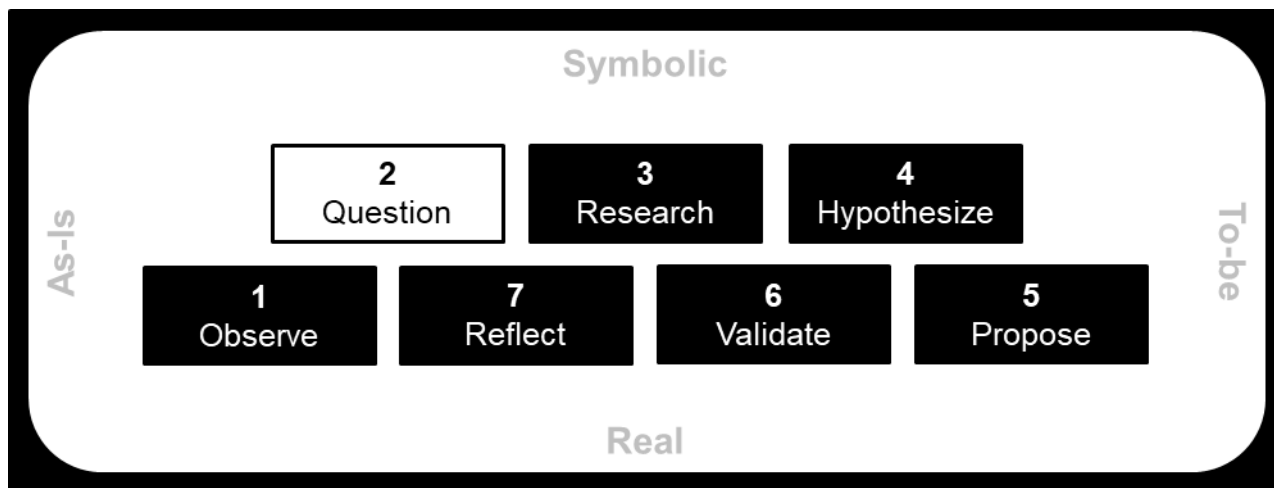 Symbolic
2
Question
3
Research
4
Hypothesize
As-Is
To-be
1
Observe
7
Reflect
6
Validate
5
Propose
Real